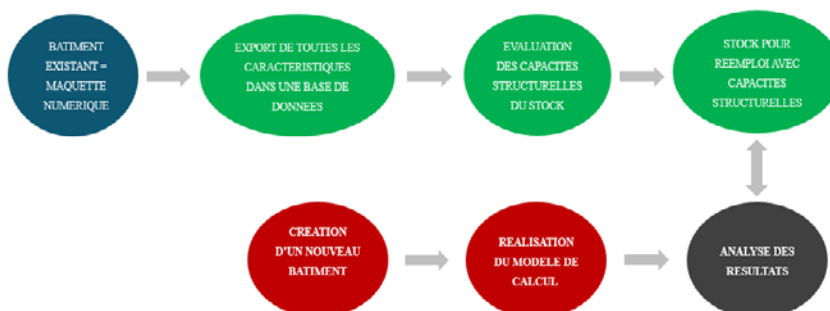 BATIMENT
EXISTANT =
MAQUETTE
NUMERIQUE
EXPORT DE TOUTES LES
CARACTERISTIQUES
DANS UNE BASE DE
DONNEES
EVALUATION
DES CAPACITES
STRUCTURELLES
DU STOCK
STOCK POUR
REEMPLOI AVEC
CAPACITES
STRUCTURELLES
CREATION
D'UN NOUVEAU
BATIMENT
REALISATION
DU MODELE DE
CALCUL
ANALYSE DES
RESULTATS